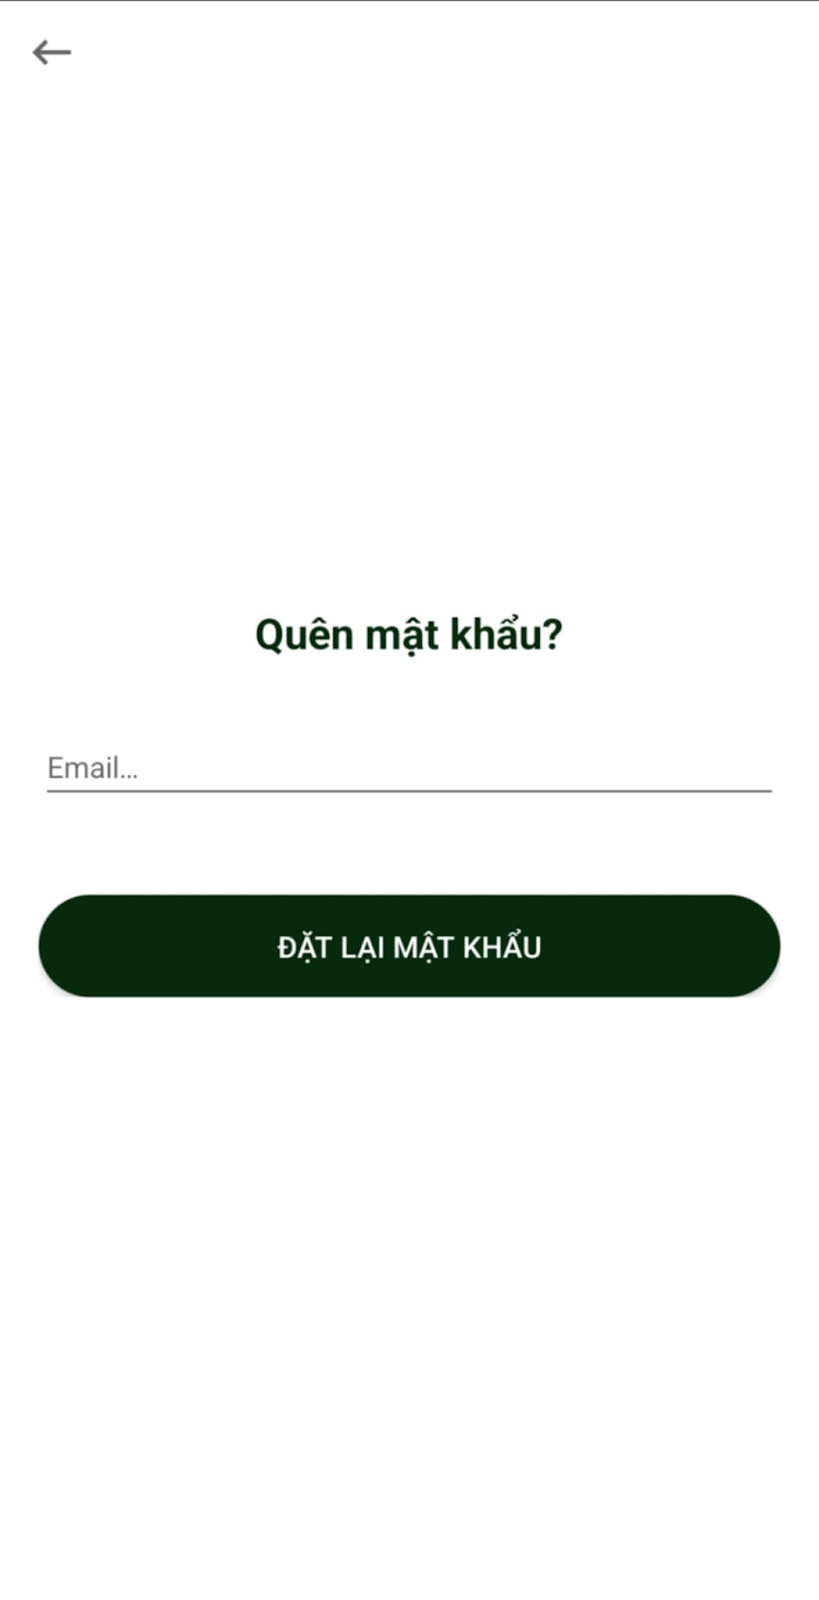 Quên mật khẩu?
Email...
ĐẶT LẠI MẬT KHẨU